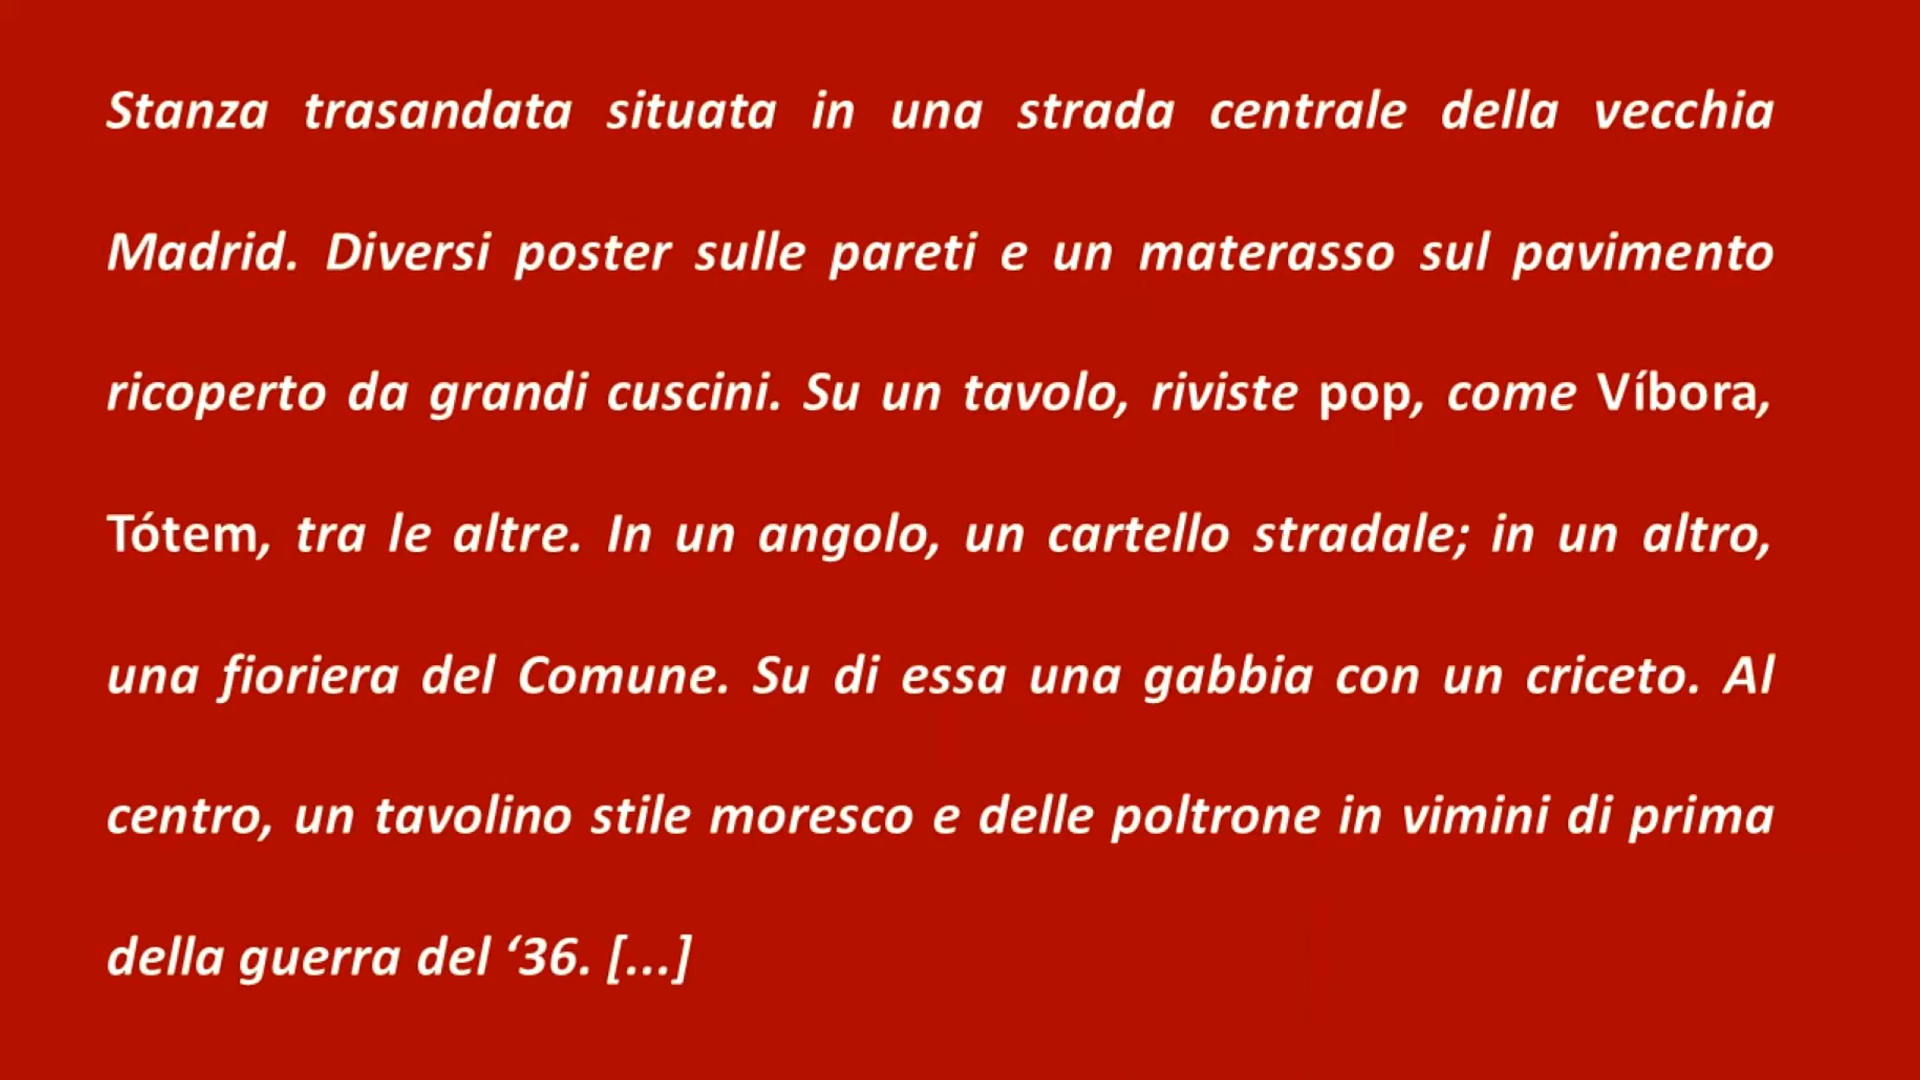 Stanza trasandata situata in una strada centrale della vecchia
Madrid. Diversi poster sulle pareti e un materasso sul pavimento
ricoperto da grandi cuscini. Su un tavolo, riviste pop, come Víbora,
Tótem, tra le altre. In un angolo, un cartello stradale; in un altro,
una fioriera del Comune. Su di essa una gabbia con un criceto. Al
centro, un tavolino stile moresco e delle poltrone in vimini di prima
della guerra del ‘36. [...]